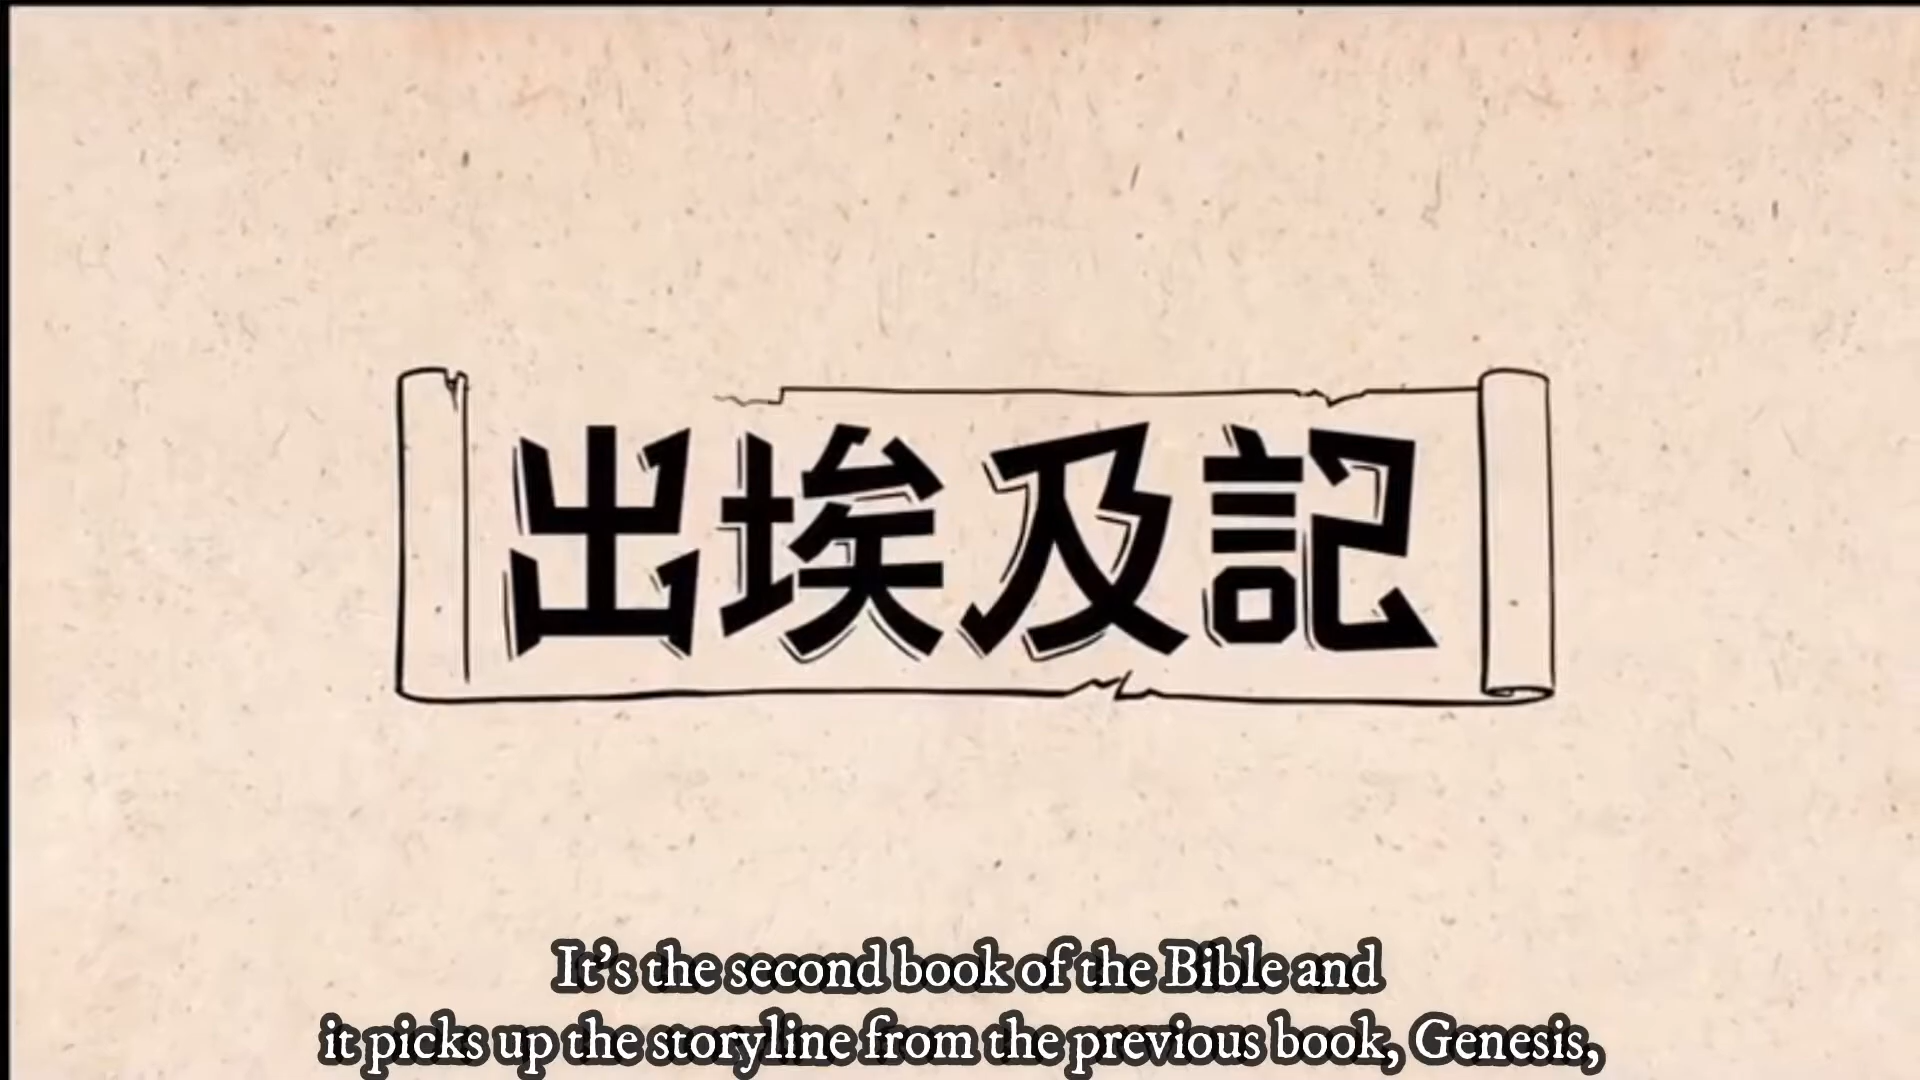 出埃及記
It's the second book of the Bible and
it picks up the storyline from the previous book, Genesis,